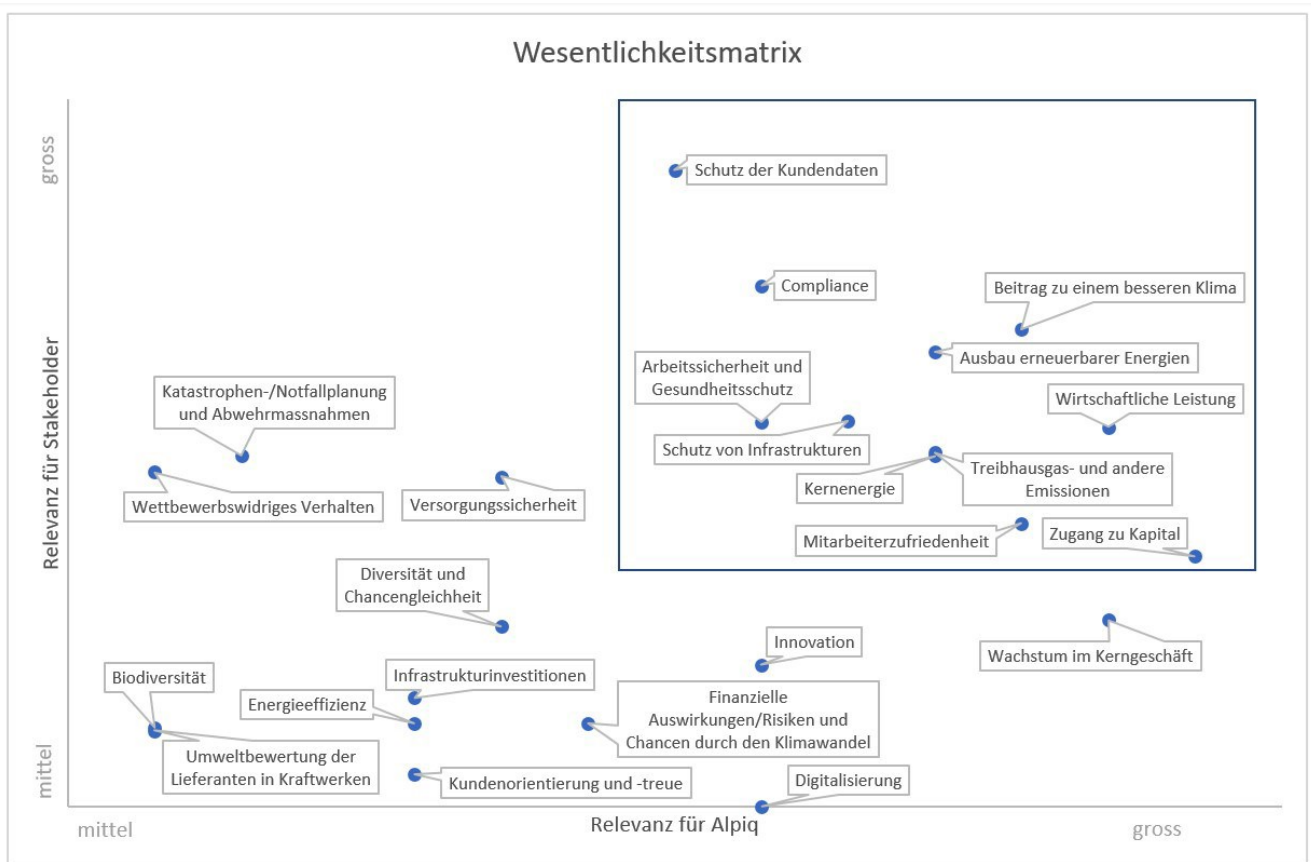 Wesentlichkeitsmatrix
gross
Schutz der Kundendaten
Compliance
Beitrag zu einem besseren Klima
Ausbau erneuerbarer Energien
Arbeitssicherheit und
Gesundheitsschutz
Katastrophen-/Notfallplanung
und Abwehrmassnahmen
Wirtschaftliche Leistung
Schutz von Infrastrukturen
Relevanz für Stakeholder
Treibhausgas- und andere
Emissionen
Kernenergie
Wettbewerbswidriges Verhalten
Versorgungssicherheit
Mitarbeiterzufriedenheit
Zugang zu Kapital
Diversität und
Chancengleichheit
Innovation
Wachstum im Kerngeschäft
Biodiversität
Infrastrukturinvestitionen
Energieeffizienz
Finanzielle
Auswirkungen/Risiken und
Chancen durch den Klimawandel
Umweltbewertung der
Lieferanten in Kraftwerken
Kundenorientierung und -treue
Digitalisierung
mittel
mittel
Relevanz für Alpiq
gross